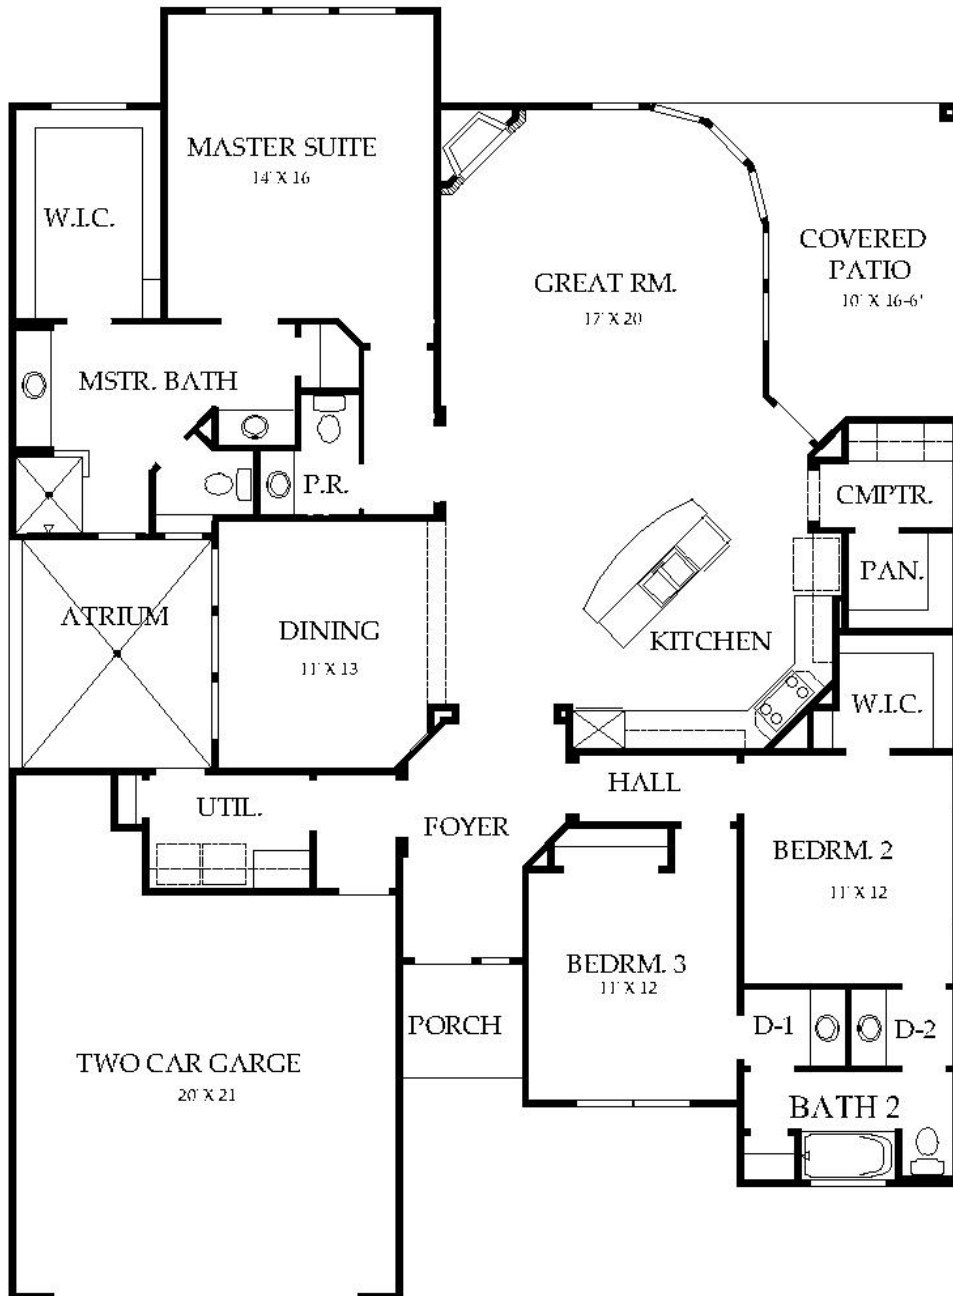 MASTER SUITE
14' X 16
W.I.C.
COVERED
PATIO
10' X 16-6'
GREAT RM.
17' X 20
MSTR. BATH
P.R.
CMPTR.
PAN.
ATRIUM
DINING
11' X 13
KITCHEN
W.I.C.
HALL
UTIL.
FOYER
BEDRM. 2
11' X 12
BEDRM. 3
11' X 12
PORCH
D-1
D-2
TWO CAR GARGE
20' X 21
BATH 2